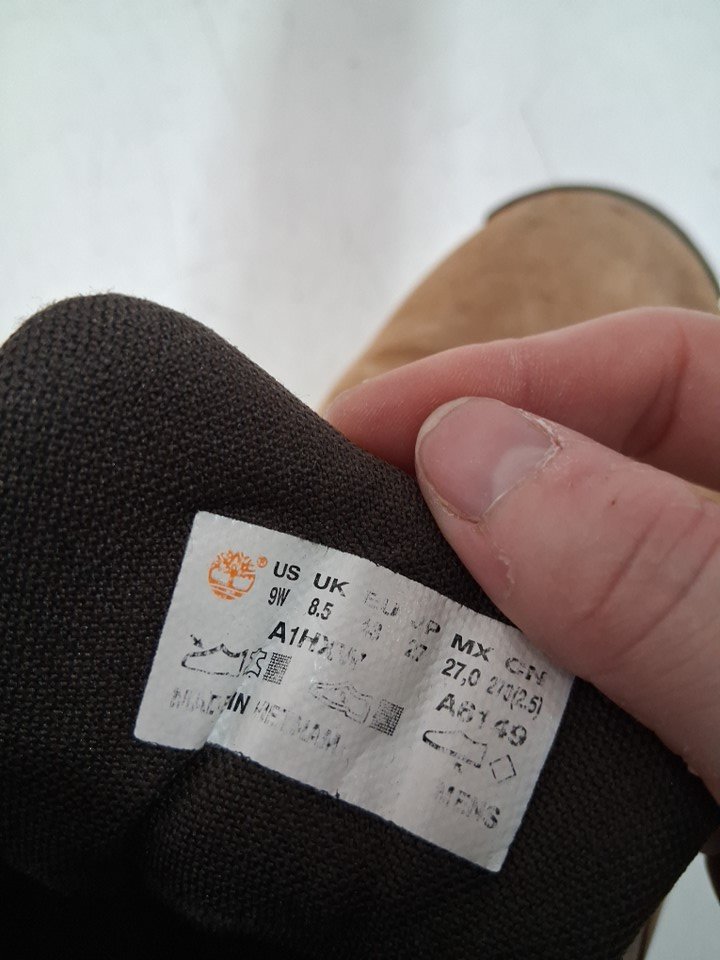 ® US UK EU JP MX CN
9W 8.5 43 27 27,0 270(2.5)
A1HXW A6149
MADE IN VIETNAM
MENS